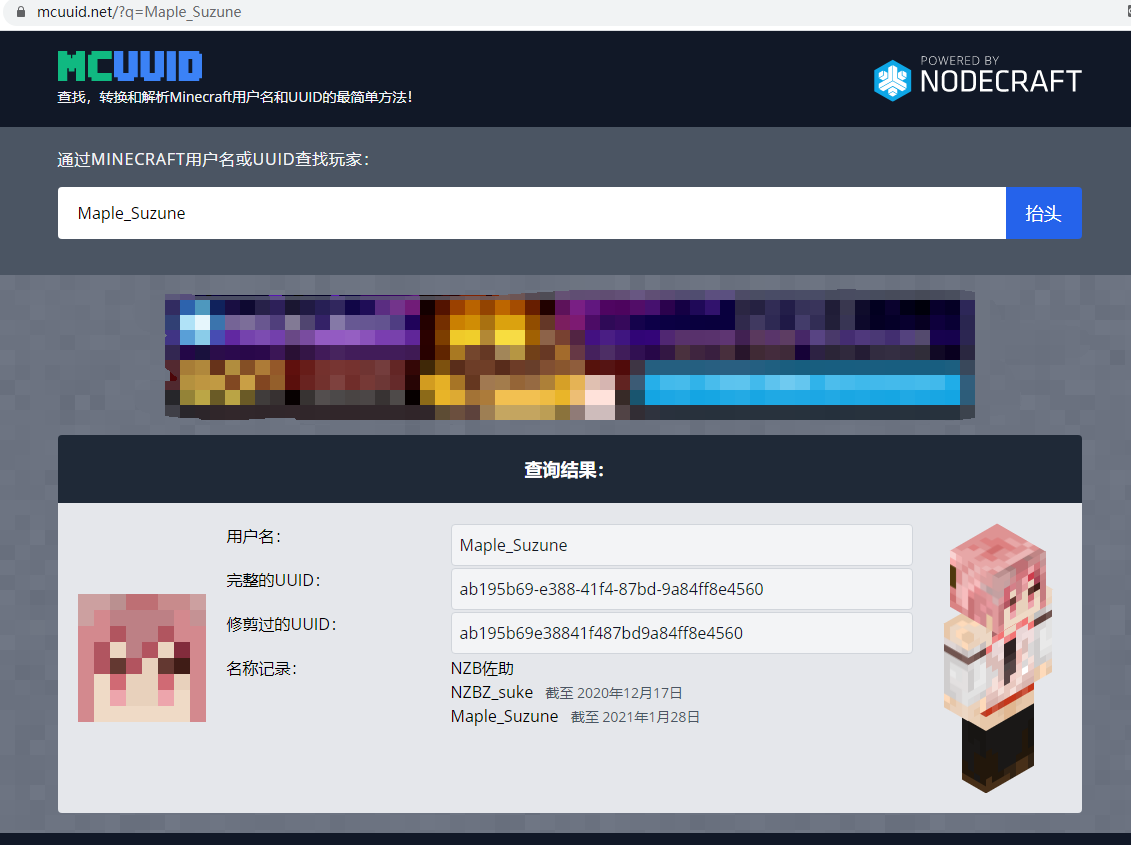 mcuuid.net/?q=Maple_Suzune
MCUUID
查找，转换和解析Minecraft用户名和UUID的最简单方法！
POWERED BY
NODECRAFT
通过MINECRAFT用户名或UUID查找玩家：
Maple_Suzune
抬头
查询结果：
用户名：
Maple_Suzune
完整的UUID：
ab195b69-e388-41f4-87bd-9a84ff8e4560
修剪过的UUID：
ab195b69e38841f487bd9a84ff8e4560
名称记录：
NZB佐助
NZBZ_suke 截至 2020年12月17日
Maple_Suzune 截至 2021年1月28日